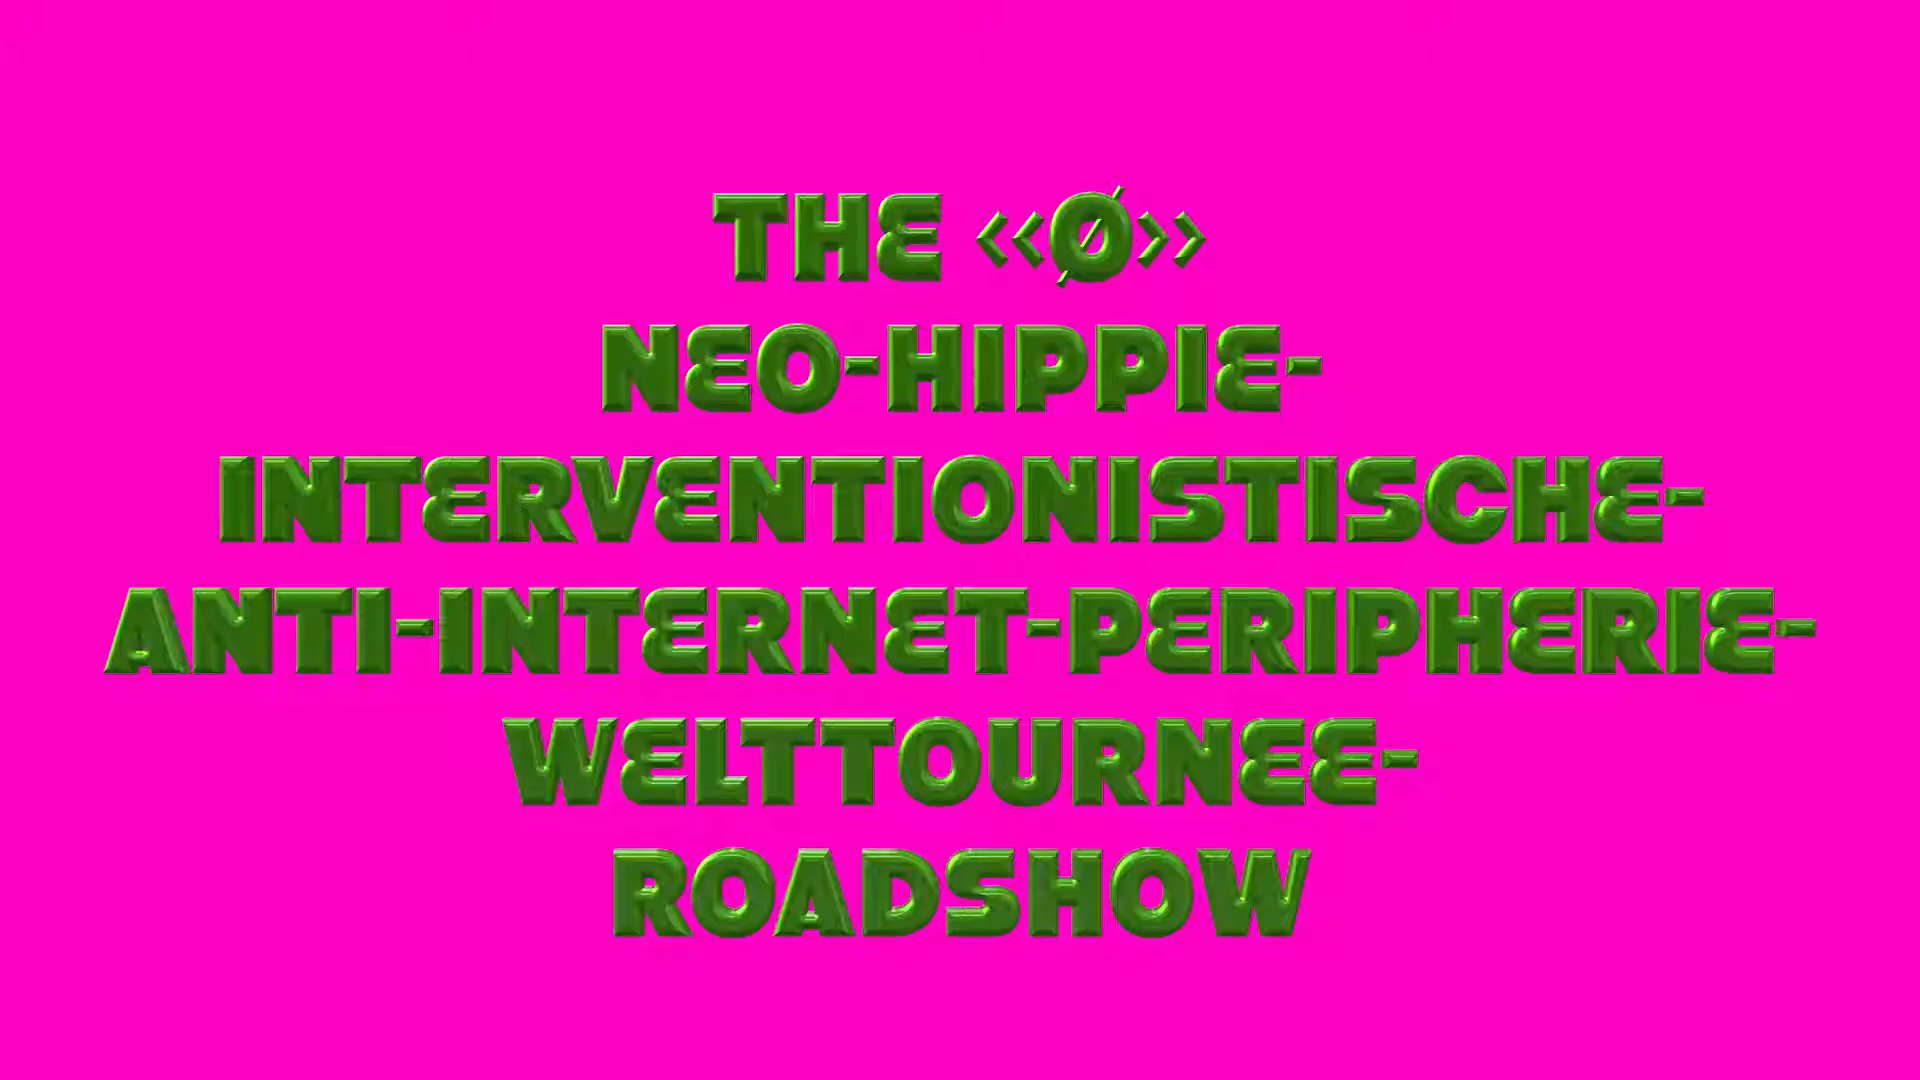 THE <<Ø>>
NEO-HIPPIE-
INTERVENTIONISTISCHE-
ANTI-INTERNET-PERIPHERIE-
WELTTOURNEE-
ROADSHOW